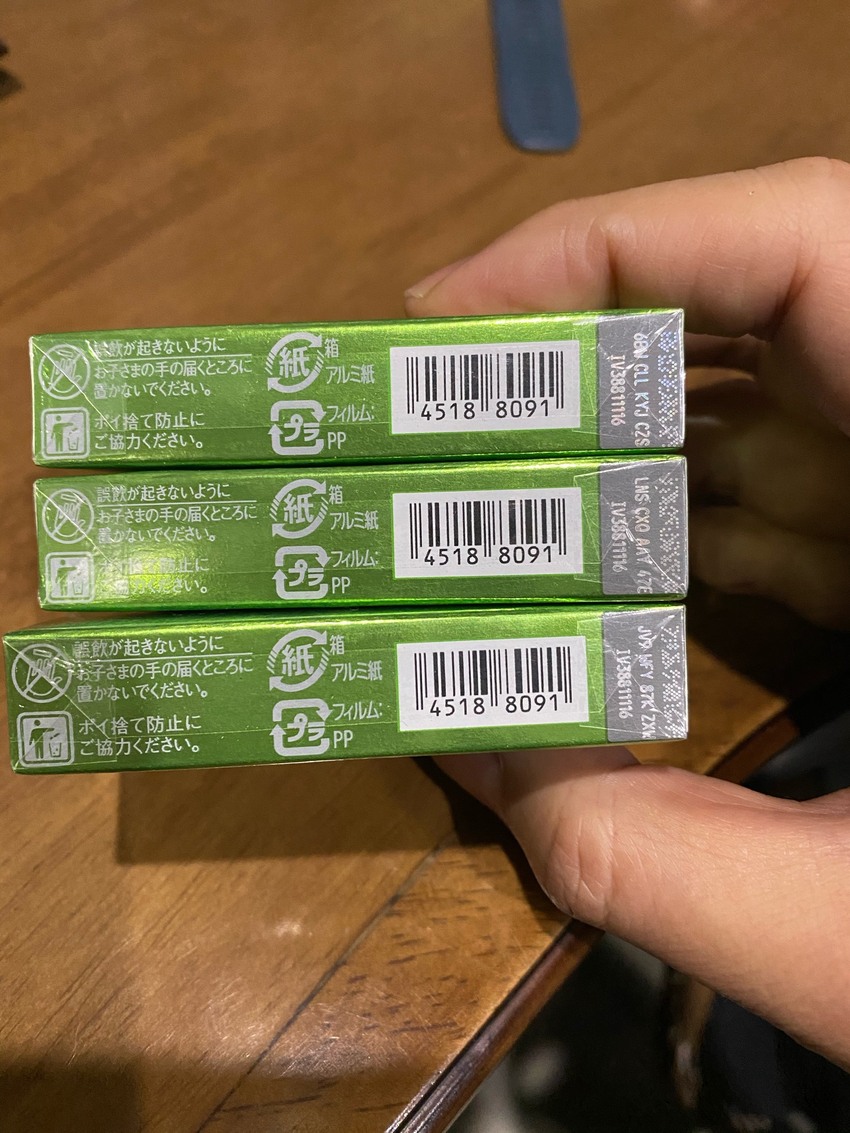 誤飲が起きないように
お子さまの手の届くところに
置かないでください。
ポイ捨て防止に
ご協力ください。
紙
箱
アルミ紙
プラ
フィルム:
PP
4518 8091
6BN CLL KYJ CZS
IV38811116
誤飲が起きないように
お子さまの手の届くところに
置かないでください。
紙
箱
アルミ紙
プラ
フィルム:
PP
4518 8091
IV38811116
誤飲が起きないように
お子さまの手の届くところに
置かないでください。
ポイ捨て防止に
ご協力ください。
紙
箱
アルミ紙
プラ
フィルム:
PP
4518 8091
IV38811116